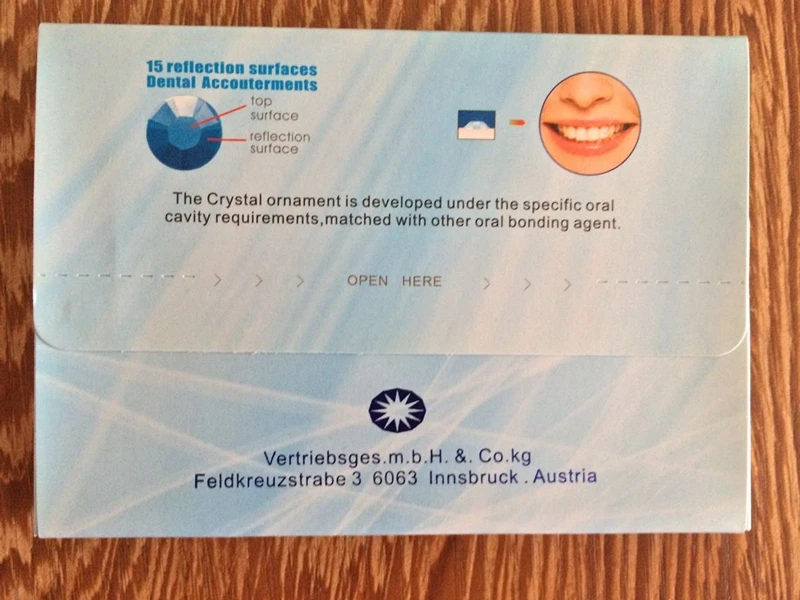 15 reflection surfaces
Dental Accouterments
top
surface
reflection
surface
The Crystal ornament is developed under the specific oral
cavity requirements,matched with other oral bonding agent.
OPEN HERE
Vertriebsges.m.b.H. &. Co.kg
Feldkreuzstrabe 3 6063 Innsbruck . Austria